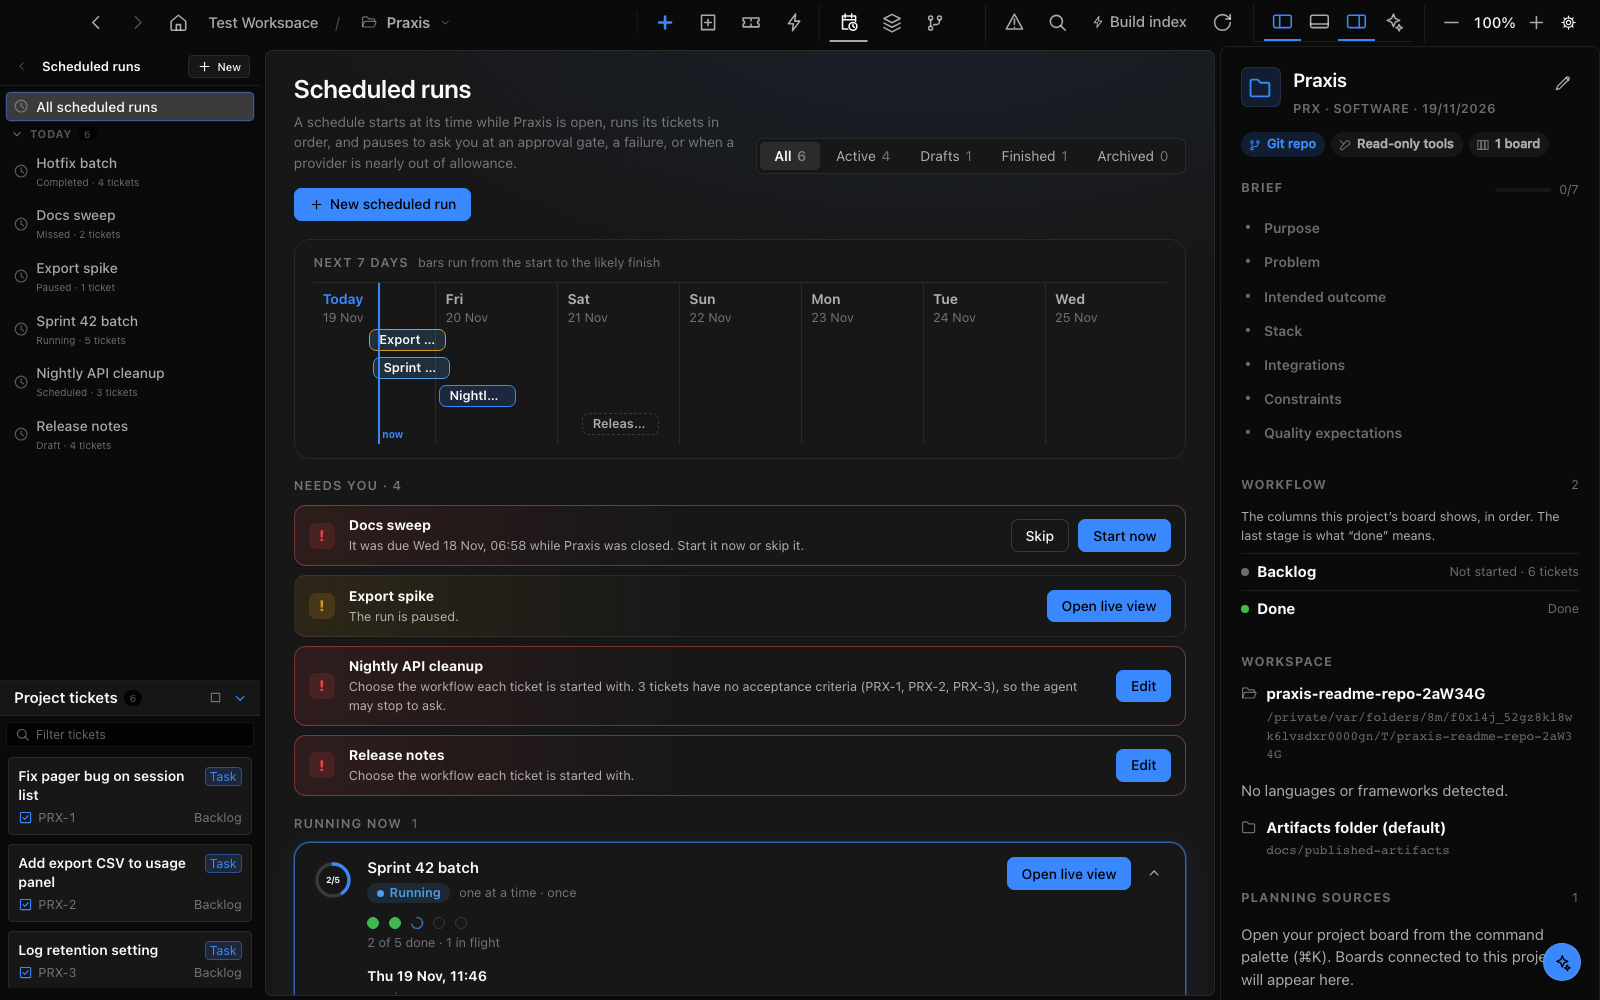 Test Workspace / Praxis
Build index
100%
Scheduled runs
New
All scheduled runs
TODAY 6
Hotfix batch
Completed · 4 tickets
Docs sweep
Missed · 2 tickets
Export spike
Paused · 1 ticket
Sprint 42 batch
Running · 5 tickets
Nightly API cleanup
Scheduled · 3 tickets
Release notes
Draft · 4 tickets
Project tickets 6
Filter tickets
Fix pager bug on session list
Task
PRX-1
Backlog
Add export CSV to usage panel
Task
PRX-2
Backlog
Log retention setting
Task
PRX-3
Backlog
Scheduled runs
A schedule starts at its time while Praxis is open, runs its tickets in
order, and pauses to ask you at an approval gate, a failure, or when a
provider is nearly out of allowance.
All 6
Active 4
Drafts 1
Finished 1
Archived 0
New scheduled run
NEXT 7 DAYS bars run from the start to the likely finish
Today
19 Nov
Fri
20 Nov
Sat
21 Nov
Sun
22 Nov
Mon
23 Nov
Tue
24 Nov
Wed
25 Nov
Export ...
Sprint ...
Nightl...
Releas...
now
NEEDS YOU · 4
Docs sweep
It was due Wed 18 Nov, 06:58 while Praxis was closed. Start it now or skip it.
Skip
Start now
Export spike
The run is paused.
Open live view
Nightly API cleanup
Choose the workflow each ticket is started with. 3 tickets have no acceptance criteria (PRX-1, PRX-2, PRX-3), so the agent
may stop to ask.
Edit
Release notes
Choose the workflow each ticket is started with.
Edit
RUNNING NOW 1
2/5
Sprint 42 batch
Running one at a time · once
Open live view
2 of 5 done · 1 in flight
Thu 19 Nov, 11:46
Praxis
PRX · SOFTWARE · 19/11/2026
Git repo
Read-only tools
1 board
BRIEF 0/7
Purpose
Problem
Intended outcome
Stack
Integrations
Constraints
Quality expectations
WORKFLOW 2
The columns this project’s board shows, in order. The
last stage is what “done” means.
Backlog Not started · 6 tickets
Done Done
WORKSPACE
praxis-readme-repo-2aW34G
/private/var/folders/8m/f0xl4j_52gz8kl8w
k6lvsdxr0000gn/T/praxis-readme-repo-2aW3
4G
No languages or frameworks detected.
Artifacts folder (default)
docs/published-artifacts
PLANNING SOURCES 1
Open your project board from the command
palette (⌘K). Boards connected to this
will appear here.